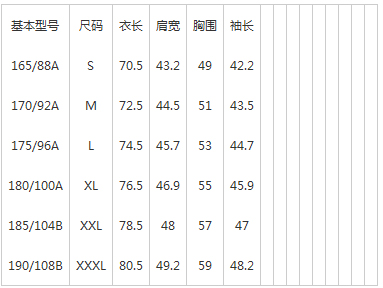 基本型号 尺码 衣长 肩宽 胸围 袖长
165/88A S 70.5 43.2 49 42.2
170/92A M 72.5 44.5 51 43.5
175/96A L 74.5 45.7 53 44.7
180/100A XL 76.5 46.9 55 45.9
185/104B XXL 78.5 48 57 47
190/108B XXXL 80.5 49.2 59 48.2